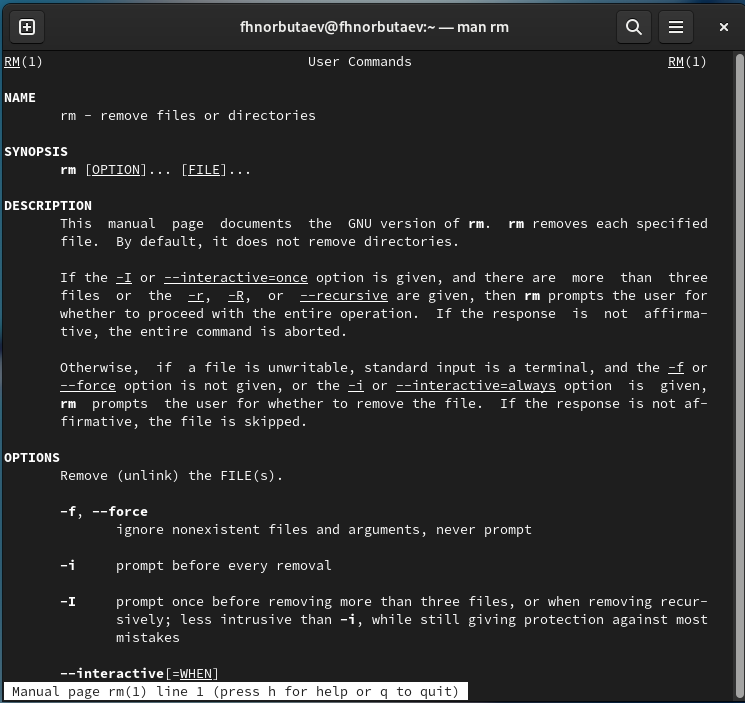 fhnorbutaev@fhnorbutaev:~ — man rm
RM(1) User Commands RM(1)
NAME
rm - remove files or directories
SYNOPSIS
rm [OPTION]... [FILE]...
DESCRIPTION
This manual page documents the GNU version of rm. rm removes each specified
file. By default, it does not remove directories.
If the -I or --interactive=once option is given, and there are more than three
files or the -r, -R, or --recursive are given, then rm prompts the user for
whether to proceed with the entire operation. If the response is not affirma-
tive, the entire command is aborted.
Otherwise, if a file is unwritable, standard input is a terminal, and the -f or
--force option is not given, or the -i or --interactive=always option is given,
rm prompts the user for whether to remove the file. If the response is not af-
firmative, the file is skipped.
OPTIONS
Remove (unlink) the FILE(s).
-f, --force
ignore nonexistent files and arguments, never prompt
-i prompt before every removal
-I prompt once before removing more than three files, or when removing recur-
sively; less intrusive than -i, while still giving protection against most
mistakes
--interactive[=WHEN]
Manual page rm(1) line 1 (press h for help or q to quit)